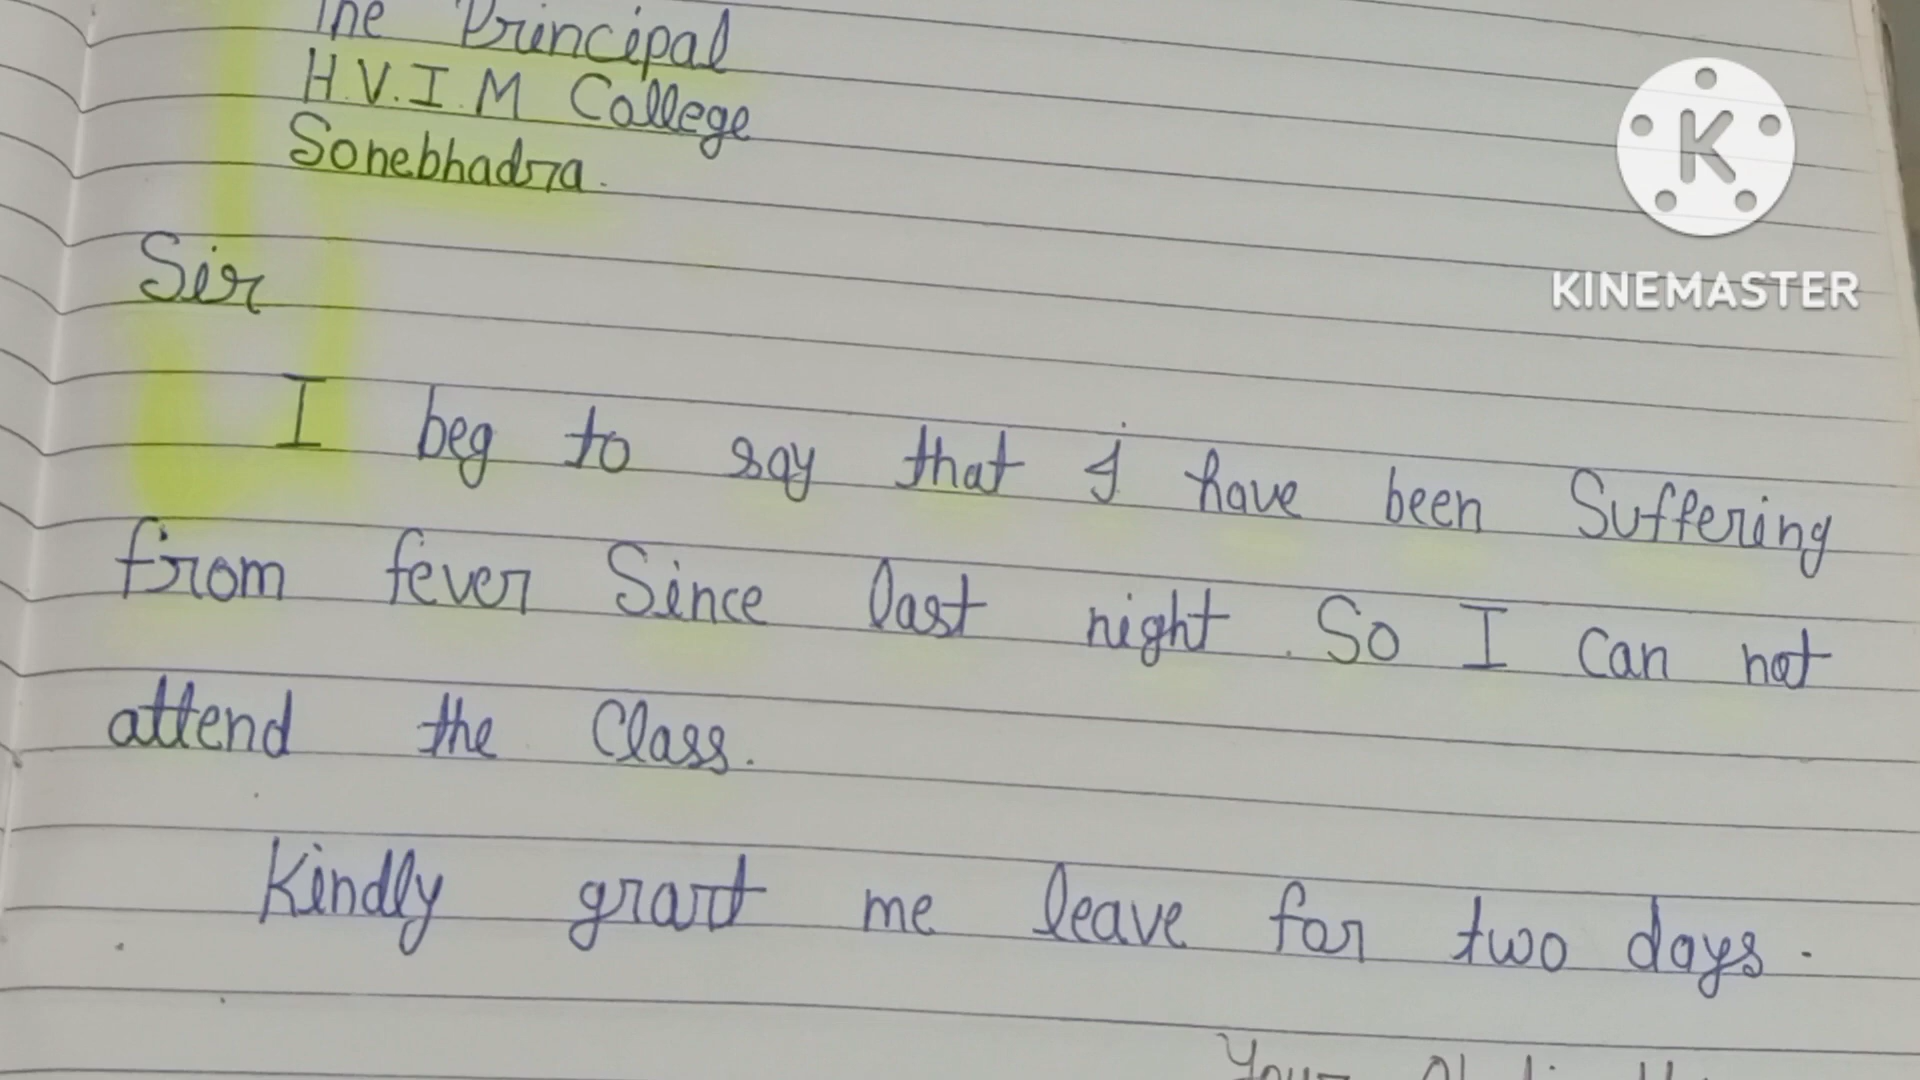 The Principal
H.V.I.M College
Sonebhadra.
KINEMASTER
Sir
I beg to say that I have been Suffering
from fever Since last night. So I can not
attend the Class.
Kindly grant me leave for two days.
Your